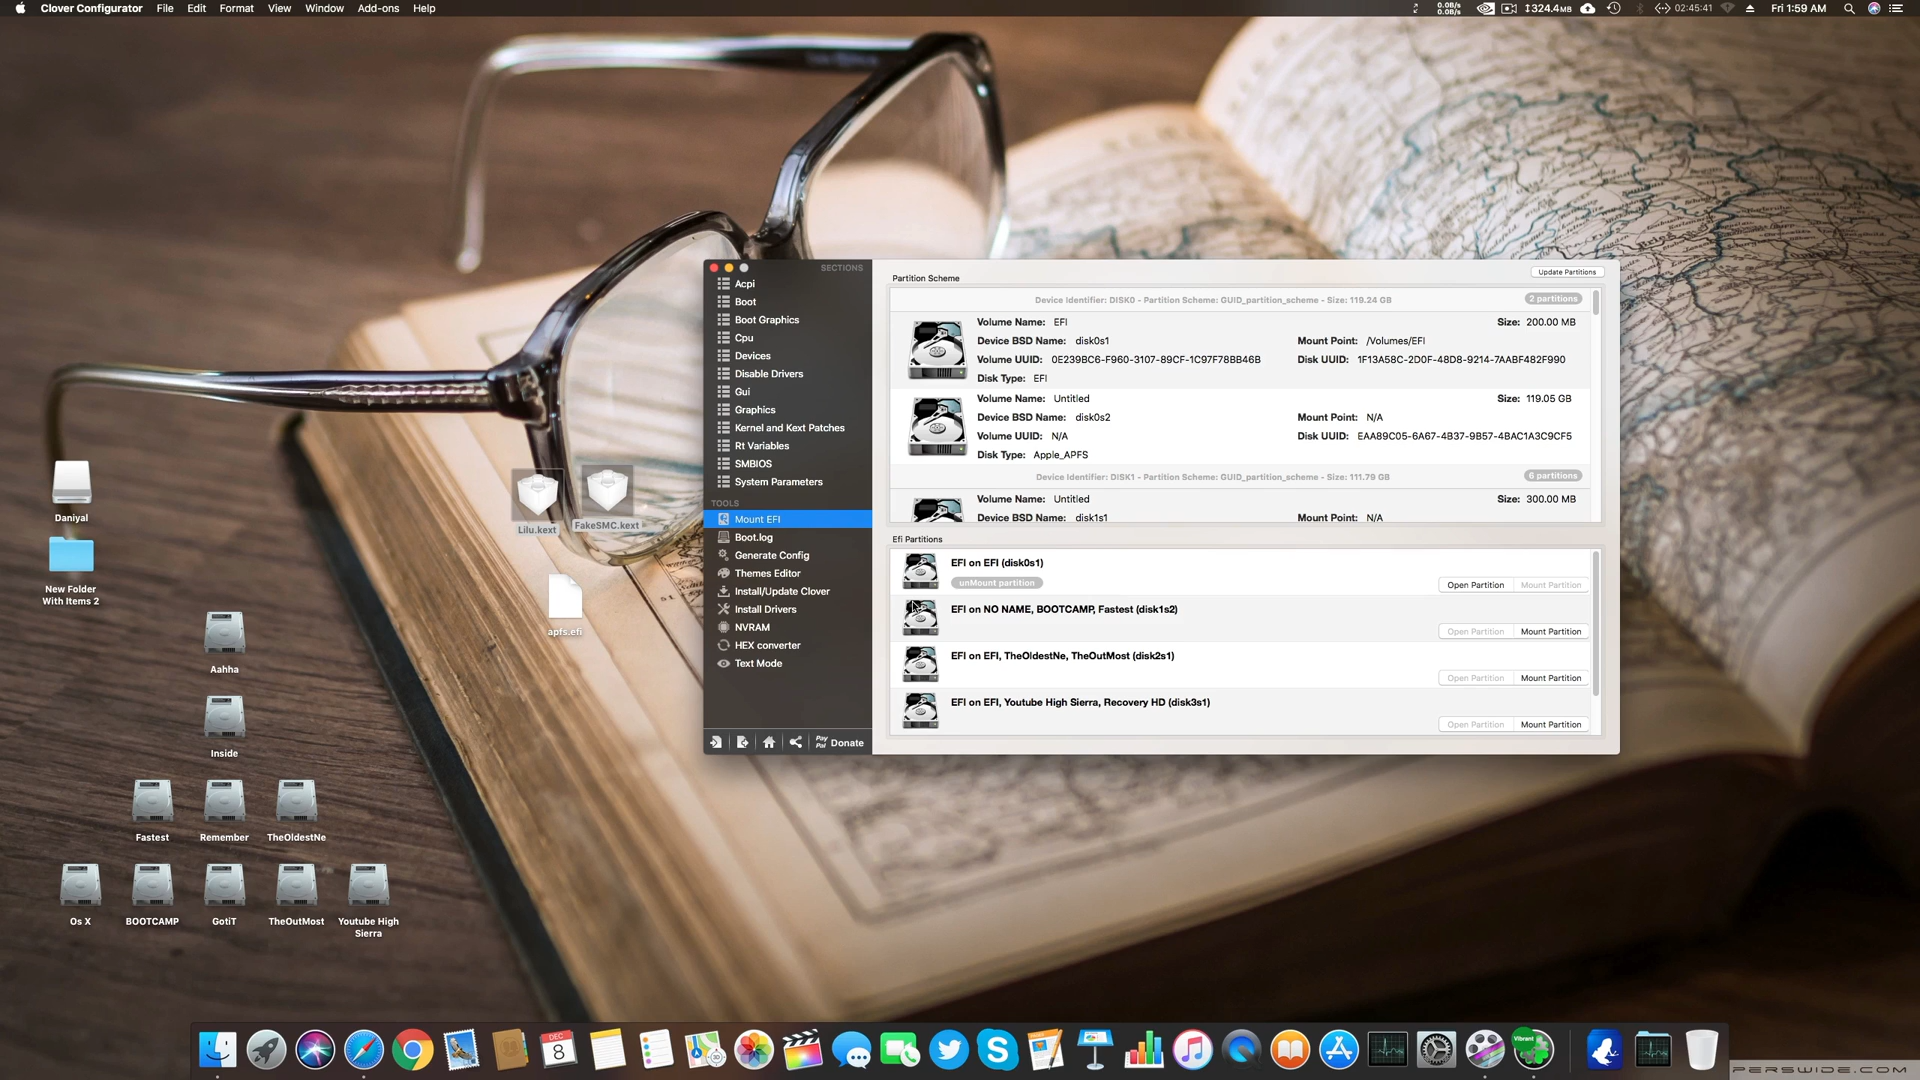 Clover Configurator File Edit Format View Window Add-ons Help
0.0B/s
0.0B/s
324.4MB
02:45:41
Fri 1:59 AM
SECTIONS
Acpi
Boot
Boot Graphics
Cpu
Devices
Disable Drivers
Gui
Graphics
Kernel and Kext Patches
Rt Variables
SMBIOS
System Parameters
TOOLS
Mount EFI
Boot.log
Generate Config
Themes Editor
Install/Update Clover
Install Drivers
NVRAM
HEX converter
Text Mode
Pay
Pal Donate
Partition Scheme
Update Partitions
Device Identifier: DISK0 - Partition Scheme: GUID_partition_scheme - Size: 119.24 GB
2 partitions
Volume Name: EFI Size: 200.00 MB
Device BSD Name: disk0s1 Mount Point: /Volumes/EFI
Volume UUID: 0E239BC6-F960-3107-89CF-1C97F78BB46B Disk UUID: 1F13A58C-2D0F-48D8-9214-7AABF482F990
Disk Type: EFI
Volume Name: Untitled Size: 119.05 GB
Device BSD Name: disk0s2 Mount Point: N/A
Volume UUID: N/A Disk UUID: EAA89C05-6A67-4B37-9B57-4BAC1A3C9CF5
Disk Type: Apple_APFS
Device Identifier: DISK1 - Partition Scheme: GUID_partition_scheme - Size: 111.79 GB
6 partitions
Volume Name: Untitled Size: 300.00 MB
Device BSD Name: disk1s1 Mount Point: N/A
Efi Partitions
EFI on EFI (disk0s1)
unMount partition
Open Partition Mount Partition
EFI on NO NAME, BOOTCAMP, Fastest (disk1s2)
Open Partition Mount Partition
EFI on EFI, TheOldestNe, TheOutMost (disk2s1)
Open Partition Mount Partition
EFI on EFI, Youtube High Sierra, Recovery HD (disk3s1)
Open Partition Mount Partition
Lilu.kext
FakeSMC.kext
apfs.efi
Daniyal
New Folder
With Items 2
Aahha
Inside
Fastest
Remember
TheOldestNe
Os X
BOOTCAMP
GotiT
TheOutMost
Youtube High
Sierra
DEC
8
Vibrant
PERSWIDE.COM